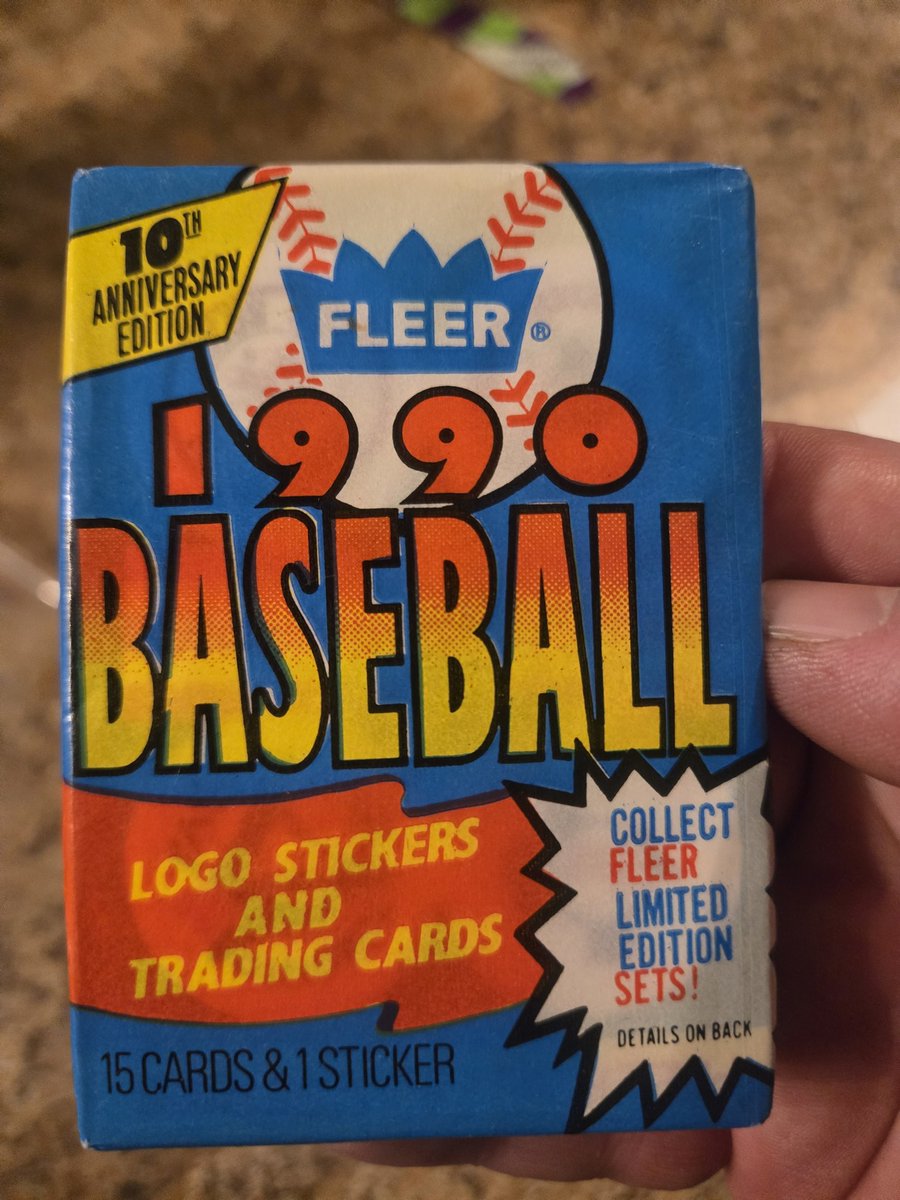 10TH
ANNIVERSARY
EDITION
FLEER ®
1990
BASEBALL
LOGO STICKERS
AND
TRADING CARDS
COLLECT
FLEER
LIMITED
EDITION
SETS!
DETAILS ON BACK
15 CARDS & 1 STICKER